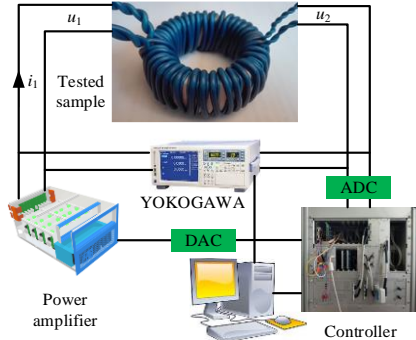 u1
u2
i1
Tested
sample
YOKOGAWA
ADC
DAC
Power
amplifier
Controller